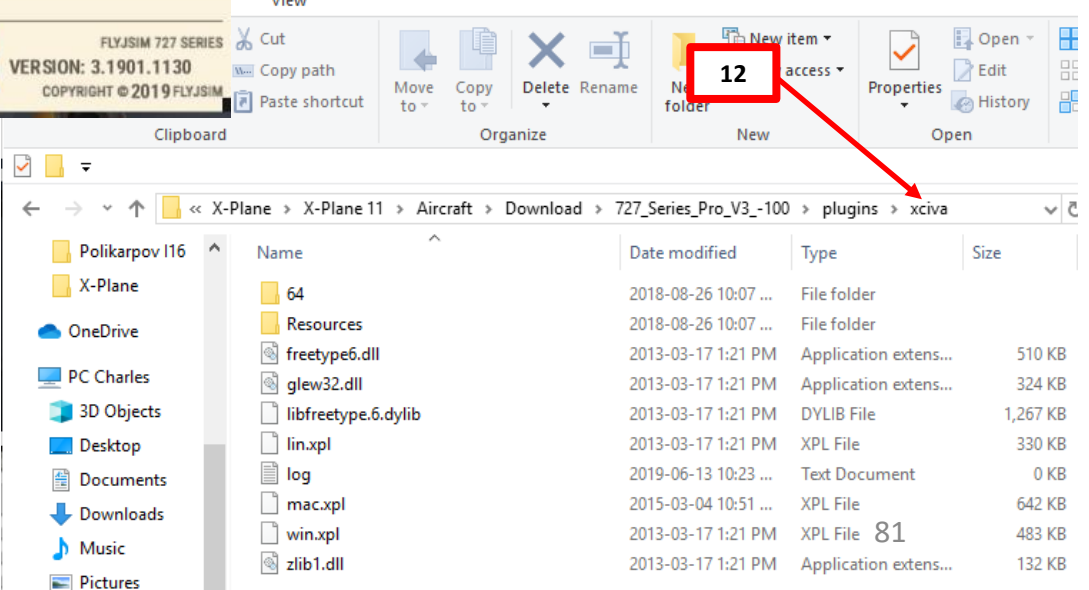 View
FLYJSIM 727 SERIES
VERSION: 3.1901.1130
COPYRIGHT © 2019 FLYJSIM
Cut
Copy path
Paste shortcut
Clipboard
Move to
Copy to
Delete
Rename
Organize
New item
access
folder
New
12
Properties
Open
Edit
History
Open
« X-Plane > X-Plane 11 > Aircraft > Download > 727_Series_Pro_V3_-100 > plugins > xciva
Polikarpov I16
X-Plane
OneDrive
PC Charles
3D Objects
Desktop
Documents
Downloads
Music
Pictures
Name Date modified Type Size
64 2018-08-26 10:07 ... File folder
Resources 2018-08-26 10:07 ... File folder
freetype6.dll 2013-03-17 1:21 PM Application extens... 510 KB
glew32.dll 2013-03-17 1:21 PM Application extens... 324 KB
libfreetype.6.dylib 2013-03-17 1:21 PM DYLIB File 1,267 KB
lin.xpl 2013-03-17 1:21 PM XPL File 330 KB
log 2019-06-13 10:23 ... Text Document 0 KB
mac.xpl 2015-03-04 10:51 ... XPL File 642 KB
win.xpl 2013-03-17 1:21 PM XPL File 483 KB
zlib1.dll 2013-03-17 1:21 PM Application extens... 132 KB
81